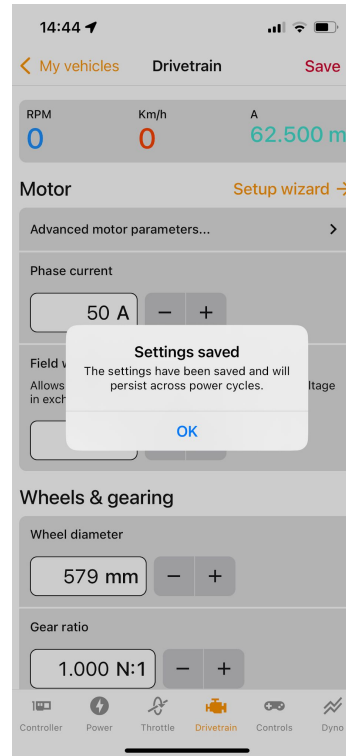 14:44
My vehicles Drivetrain Save
RPM Km/h A
0 0 62.500 m
Motor Setup wizard
Advanced motor parameters...
Phase current
50 A − +
Settings saved
The settings have been saved and will
persist across power cycles.
OK
Field
Allows ltage
in exch
Wheels & gearing
Wheel diameter
579 mm − +
Gear ratio
1.000 N:1 − +
Controller Power Throttle Drivetrain Controls Dyno